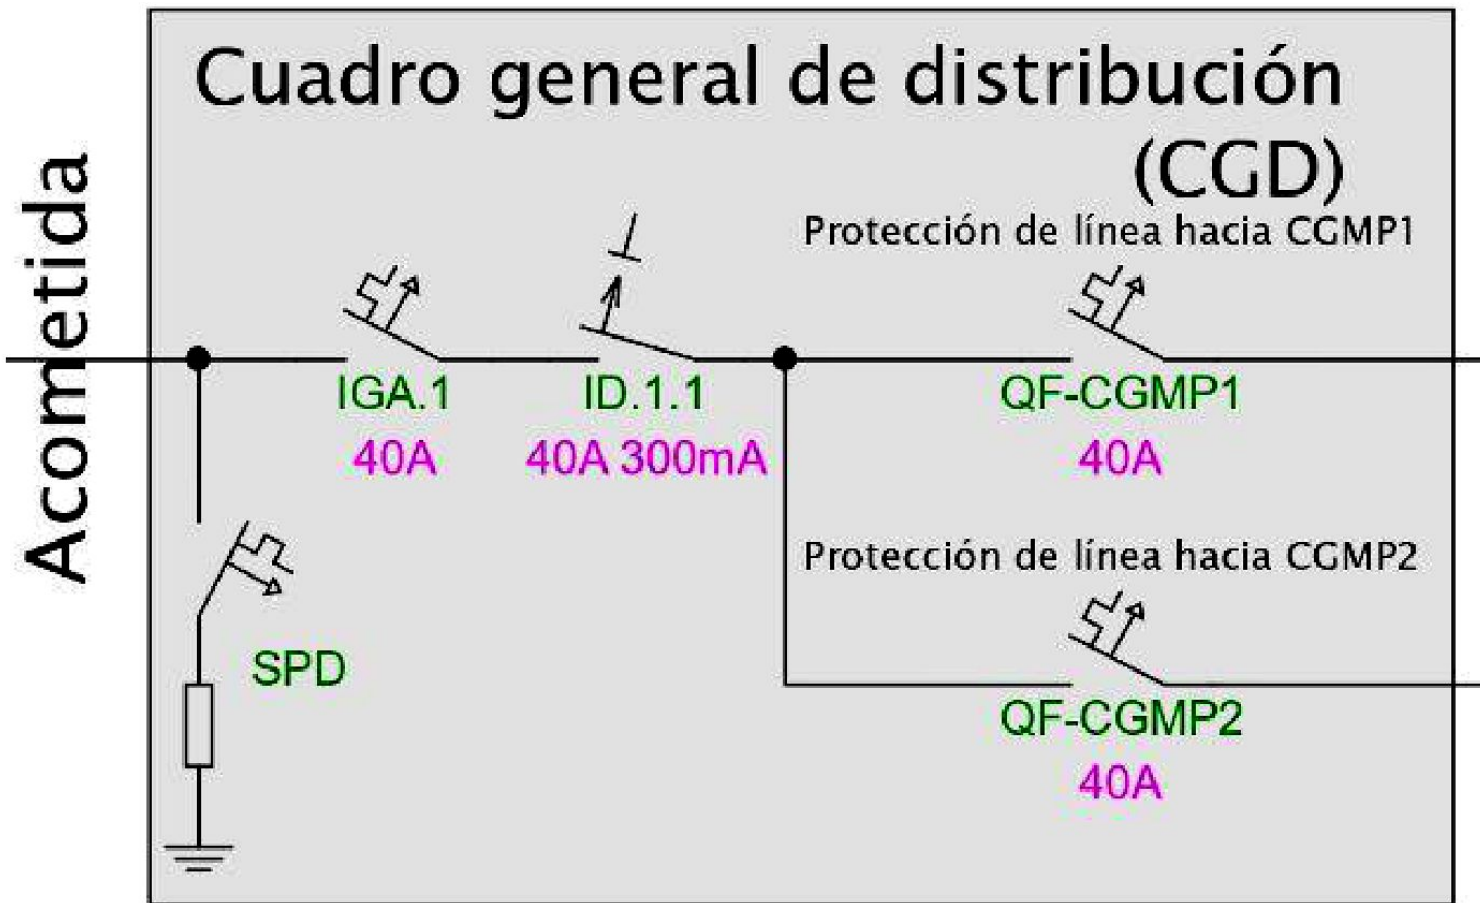 Cuadro general de distribución
(CGD)
Acometida
Protección de línea hacia CGMP1
IGA.1
40A
ID.1.1
40A 300mA
QF-CGMP1
40A
Protección de línea hacia CGMP2
SPD
QF-CGMP2
40A